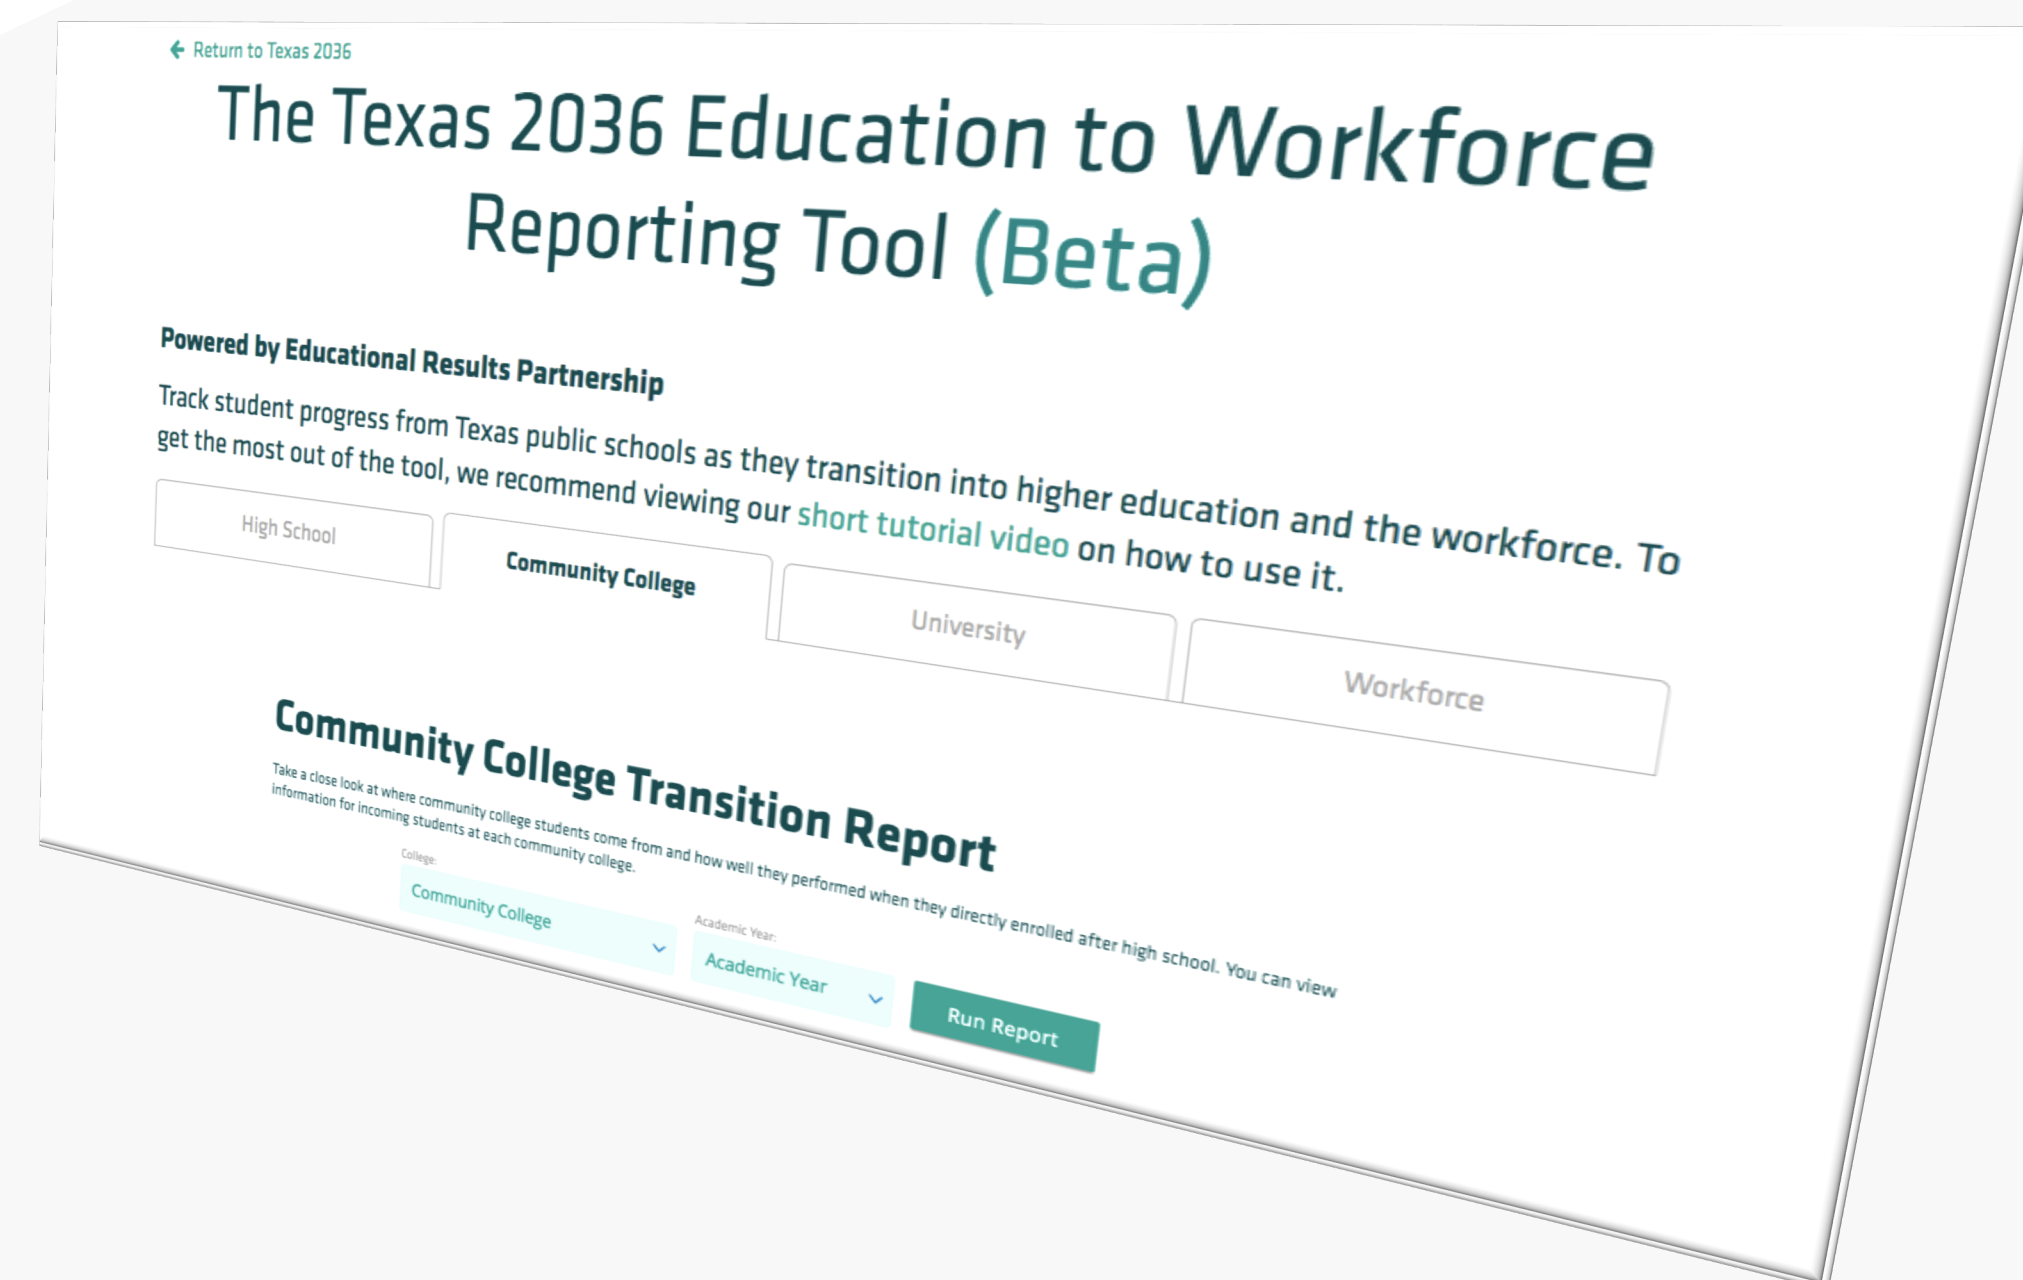 Return to Texas 2036
The Texas 2036 Education to Workforce
Reporting Tool (Beta)
Powered by Educational Results Partnership
Track student progress from Texas public schools as they transition into higher education and the workforce. To
get the most out of the tool, we recommend viewing our short tutorial video on how to use it.
High School
Community College
University
Workforce
Community College Transition Report
Take a close look at where community college students come from and how well they performed when they directly enrolled after high school. You can view
information for incoming students at each community college.
College:
Academic Year:
Community College
Academic Year
Run Report